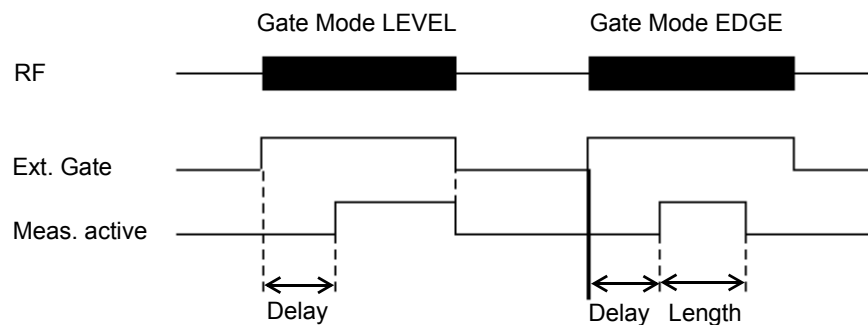 Gate Mode LEVEL Gate Mode EDGE
RF
Ext. Gate
Meas. active
Delay Delay Length